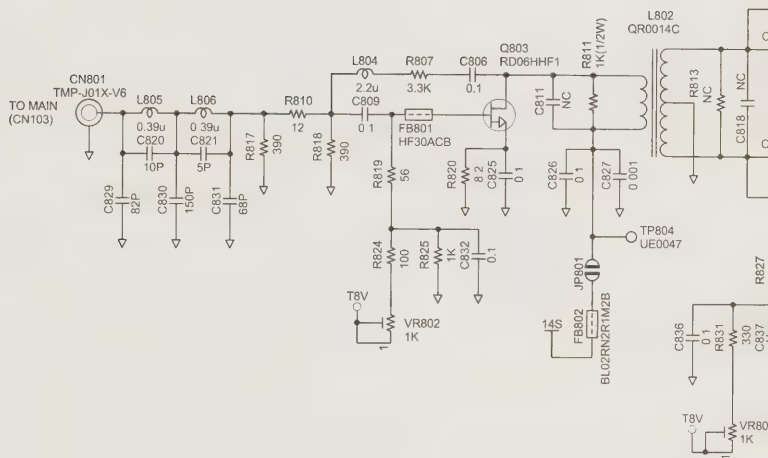 CN801
TMP-J01X-V6
TO MAIN
(CN103)
L805
0.39u
L806
0 39u
C820
10P
C821
5P
C829
82P
C830
150P
C831
68P
R817
390
R810
12
R818
390
L804
2.2u
R807
3.3K
C806
0.1
C809
0 1
FB801
HF30ACB
Q803
RD06HHF1
R819
56
R820
8 2
C825
0 1
R824
100
R825
1K
C832
0.1
T8V
VR802
1K
1
C811
NC
R811
1K(1/2W)
L802
QR0014C
R813
NC
C818
NC
C826
0 1
C827
0 001
TP804
UE0047
JP801
14S
FB802
BL02RN2R1M2B
R827
C836
0 1
R831
330
C837
T8V
VR80
1K